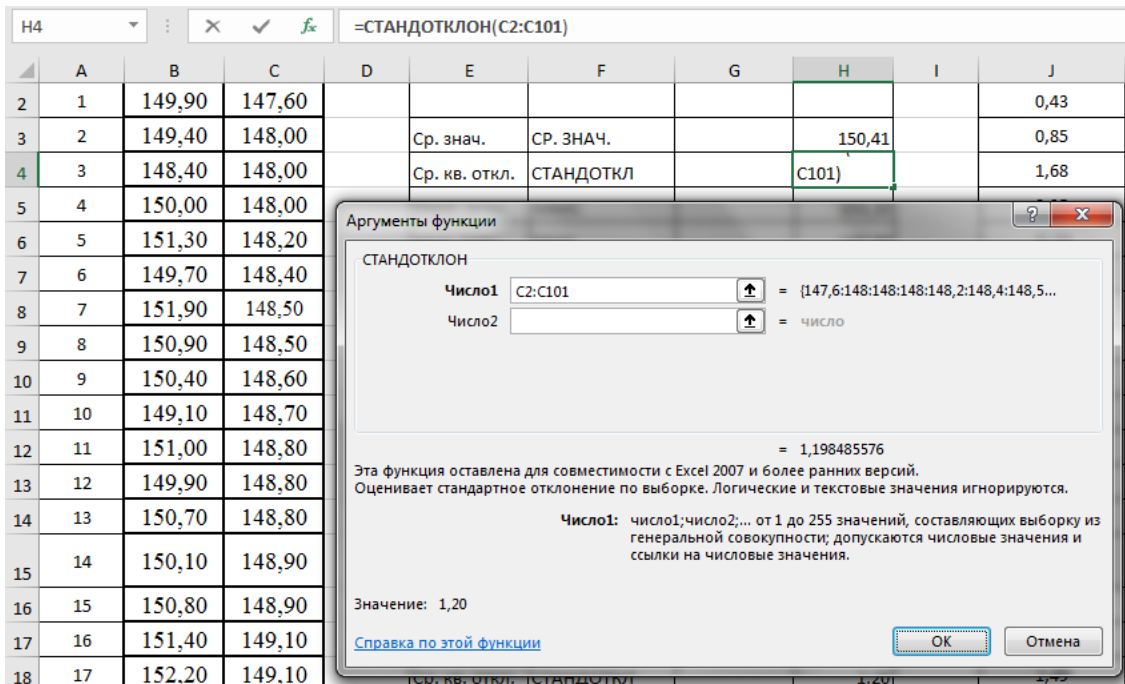 H4 =СТАНДОТКЛОН(C2:C101)
A B C D E F G H I J
2 1 149,90 147,60 0,43
3 2 149,40 148,00 Ср. знач. СР. ЗНАЧ. 150,41 0,85
4 3 148,40 148,00 Ср. кв. откл. СТАНДОТКЛ C101) 1,68
5 4 150,00 148,00
6 5 151,30 148,20
7 6 149,70 148,40
8 7 151,90 148,50
9 8 150,90 148,50
10 9 150,40 148,60
11 10 149,10 148,70
12 11 151,00 148,80
13 12 149,90 148,80
14 13 150,70 148,80
15 14 150,10 148,90
16 15 150,80 148,90
17 16 151,40 149,10
18 17 152,20 149,10 Ср. кв. откл. СТАНДОТКЛ 1,20
Аргументы функции ? X
СТАНДОТКЛОН
Число1 C2:C101 = {147,6:148:148:148:148,2:148,4:148,5...
Число2 = число
= 1,198485576
Эта функция оставлена для совместимости с Excel 2007 и более ранних версий.
Оценивает стандартное отклонение по выборке. Логические и текстовые значения игнорируются.
Число1: число1;число2;... от 1 до 255 значений, составляющих выборку из
генеральной совокупности; допускаются числовые значения и
ссылки на числовые значения.
Значение: 1,20
Справка по этой функции ОК Отмена